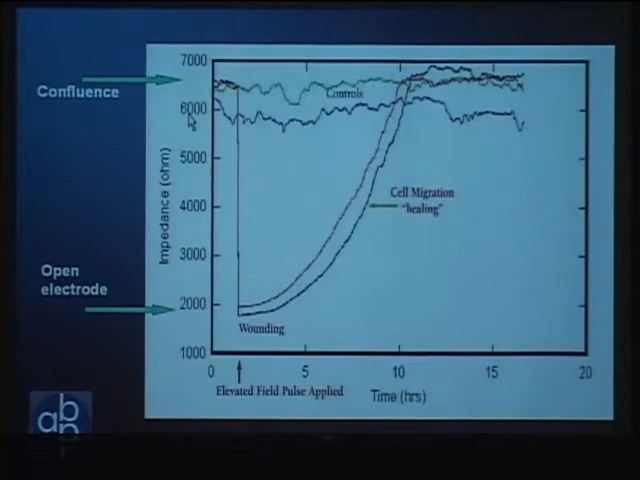 7000
Confluence
Controls
6000
5000
Impedance (ohm)
Cell Migration
"healing"
4000
3000
Open
electrode
2000
Wounding
1000
0
5
10
15
20
Elevated Field Pulse Applied
Time (hrs)
abp